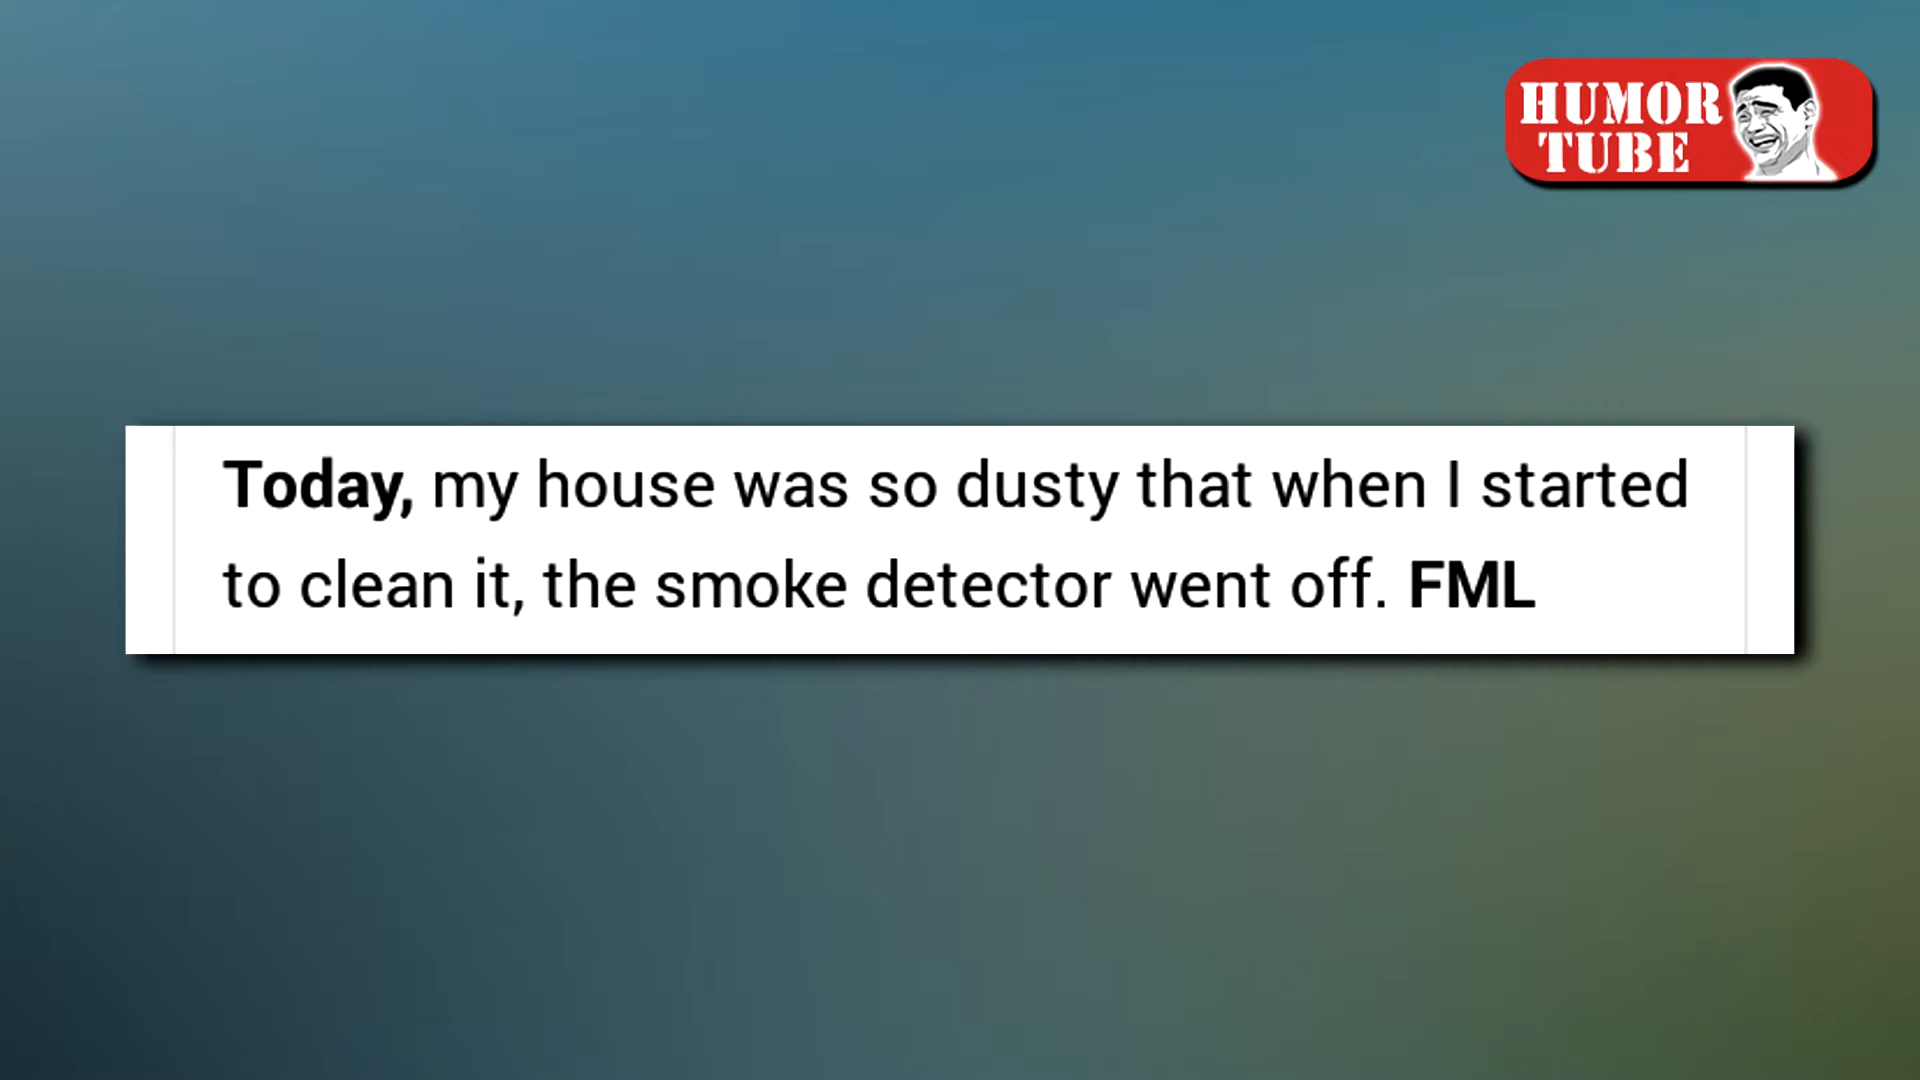 HUMOR
TUBE
Today, my house was so dusty that when I started
to clean it, the smoke detector went off. FML